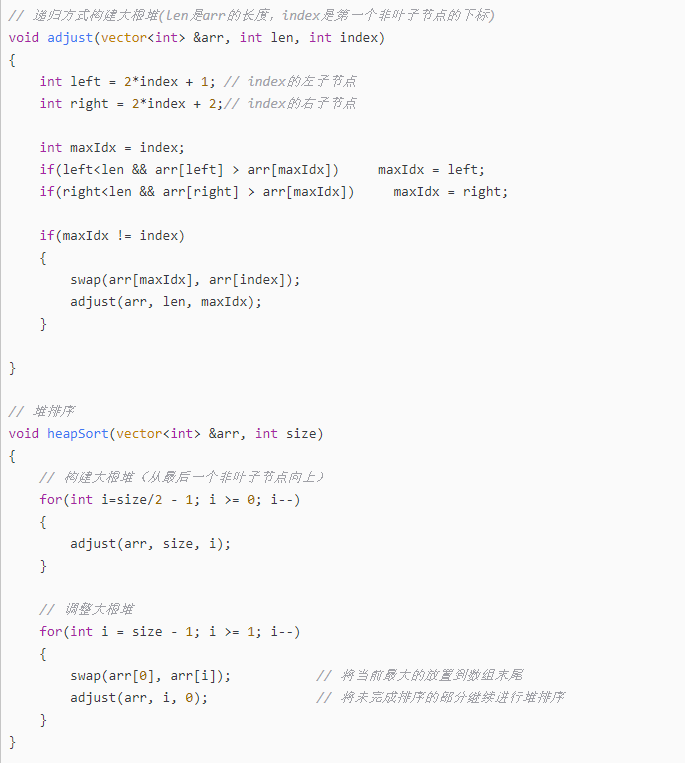 // 递归方式构建大根堆(len是arr的长度，index是第一个非叶子节点的下标)
void adjust(vector<int> &arr, int len, int index)
{
    int left = 2*index + 1; // index的左子节点
    int right = 2*index + 2;// index的右子节点

    int maxIdx = index;
    if(left<len && arr[left] > arr[maxIdx])     maxIdx = left;
    if(right<len && arr[right] > arr[maxIdx])     maxIdx = right;

    if(maxIdx != index)
    {
        swap(arr[maxIdx], arr[index]);
        adjust(arr, len, maxIdx);
    }

}

// 堆排序
void heapSort(vector<int> &arr, int size)
{
    // 构建大根堆（从最后一个非叶子节点向上）
    for(int i=size/2 - 1; i >= 0; i--)
    {
        adjust(arr, size, i);
    }

    // 调整大根堆
    for(int i = size - 1; i >= 1; i--)
    {
        swap(arr[0], arr[i]);           // 将当前最大的放置到数组末尾
        adjust(arr, i, 0);              // 将未完成排序的部分继续进行堆排序
    }
}